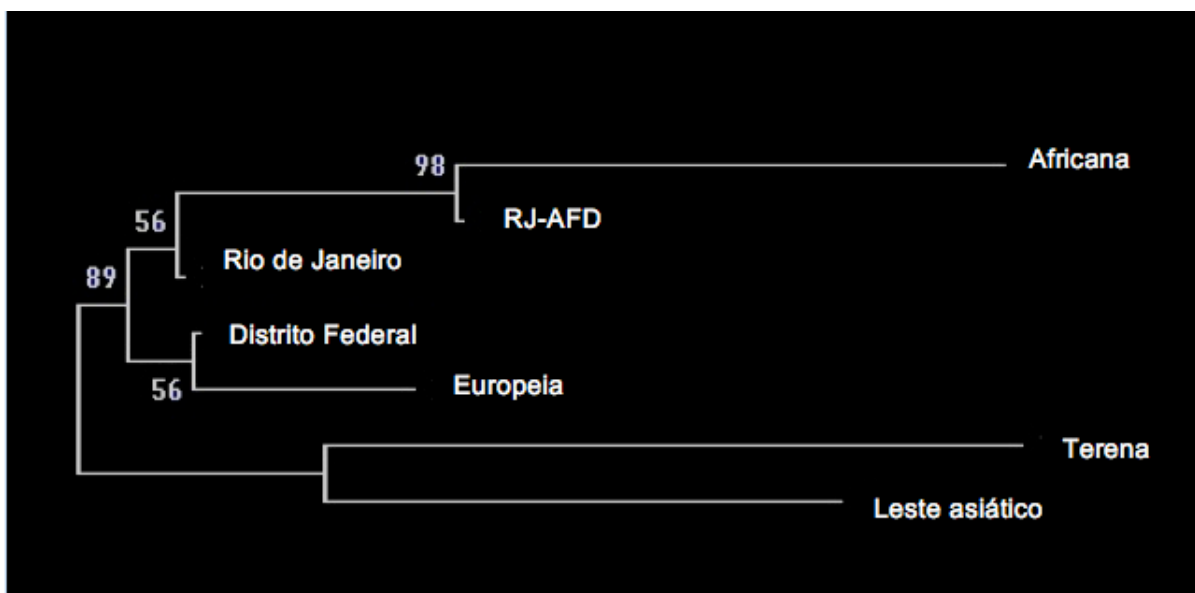 98
Africana
RJ-AFD
56
Rio de Janeiro
89
Distrito Federal
56
Europeia
Terena
Leste asiático